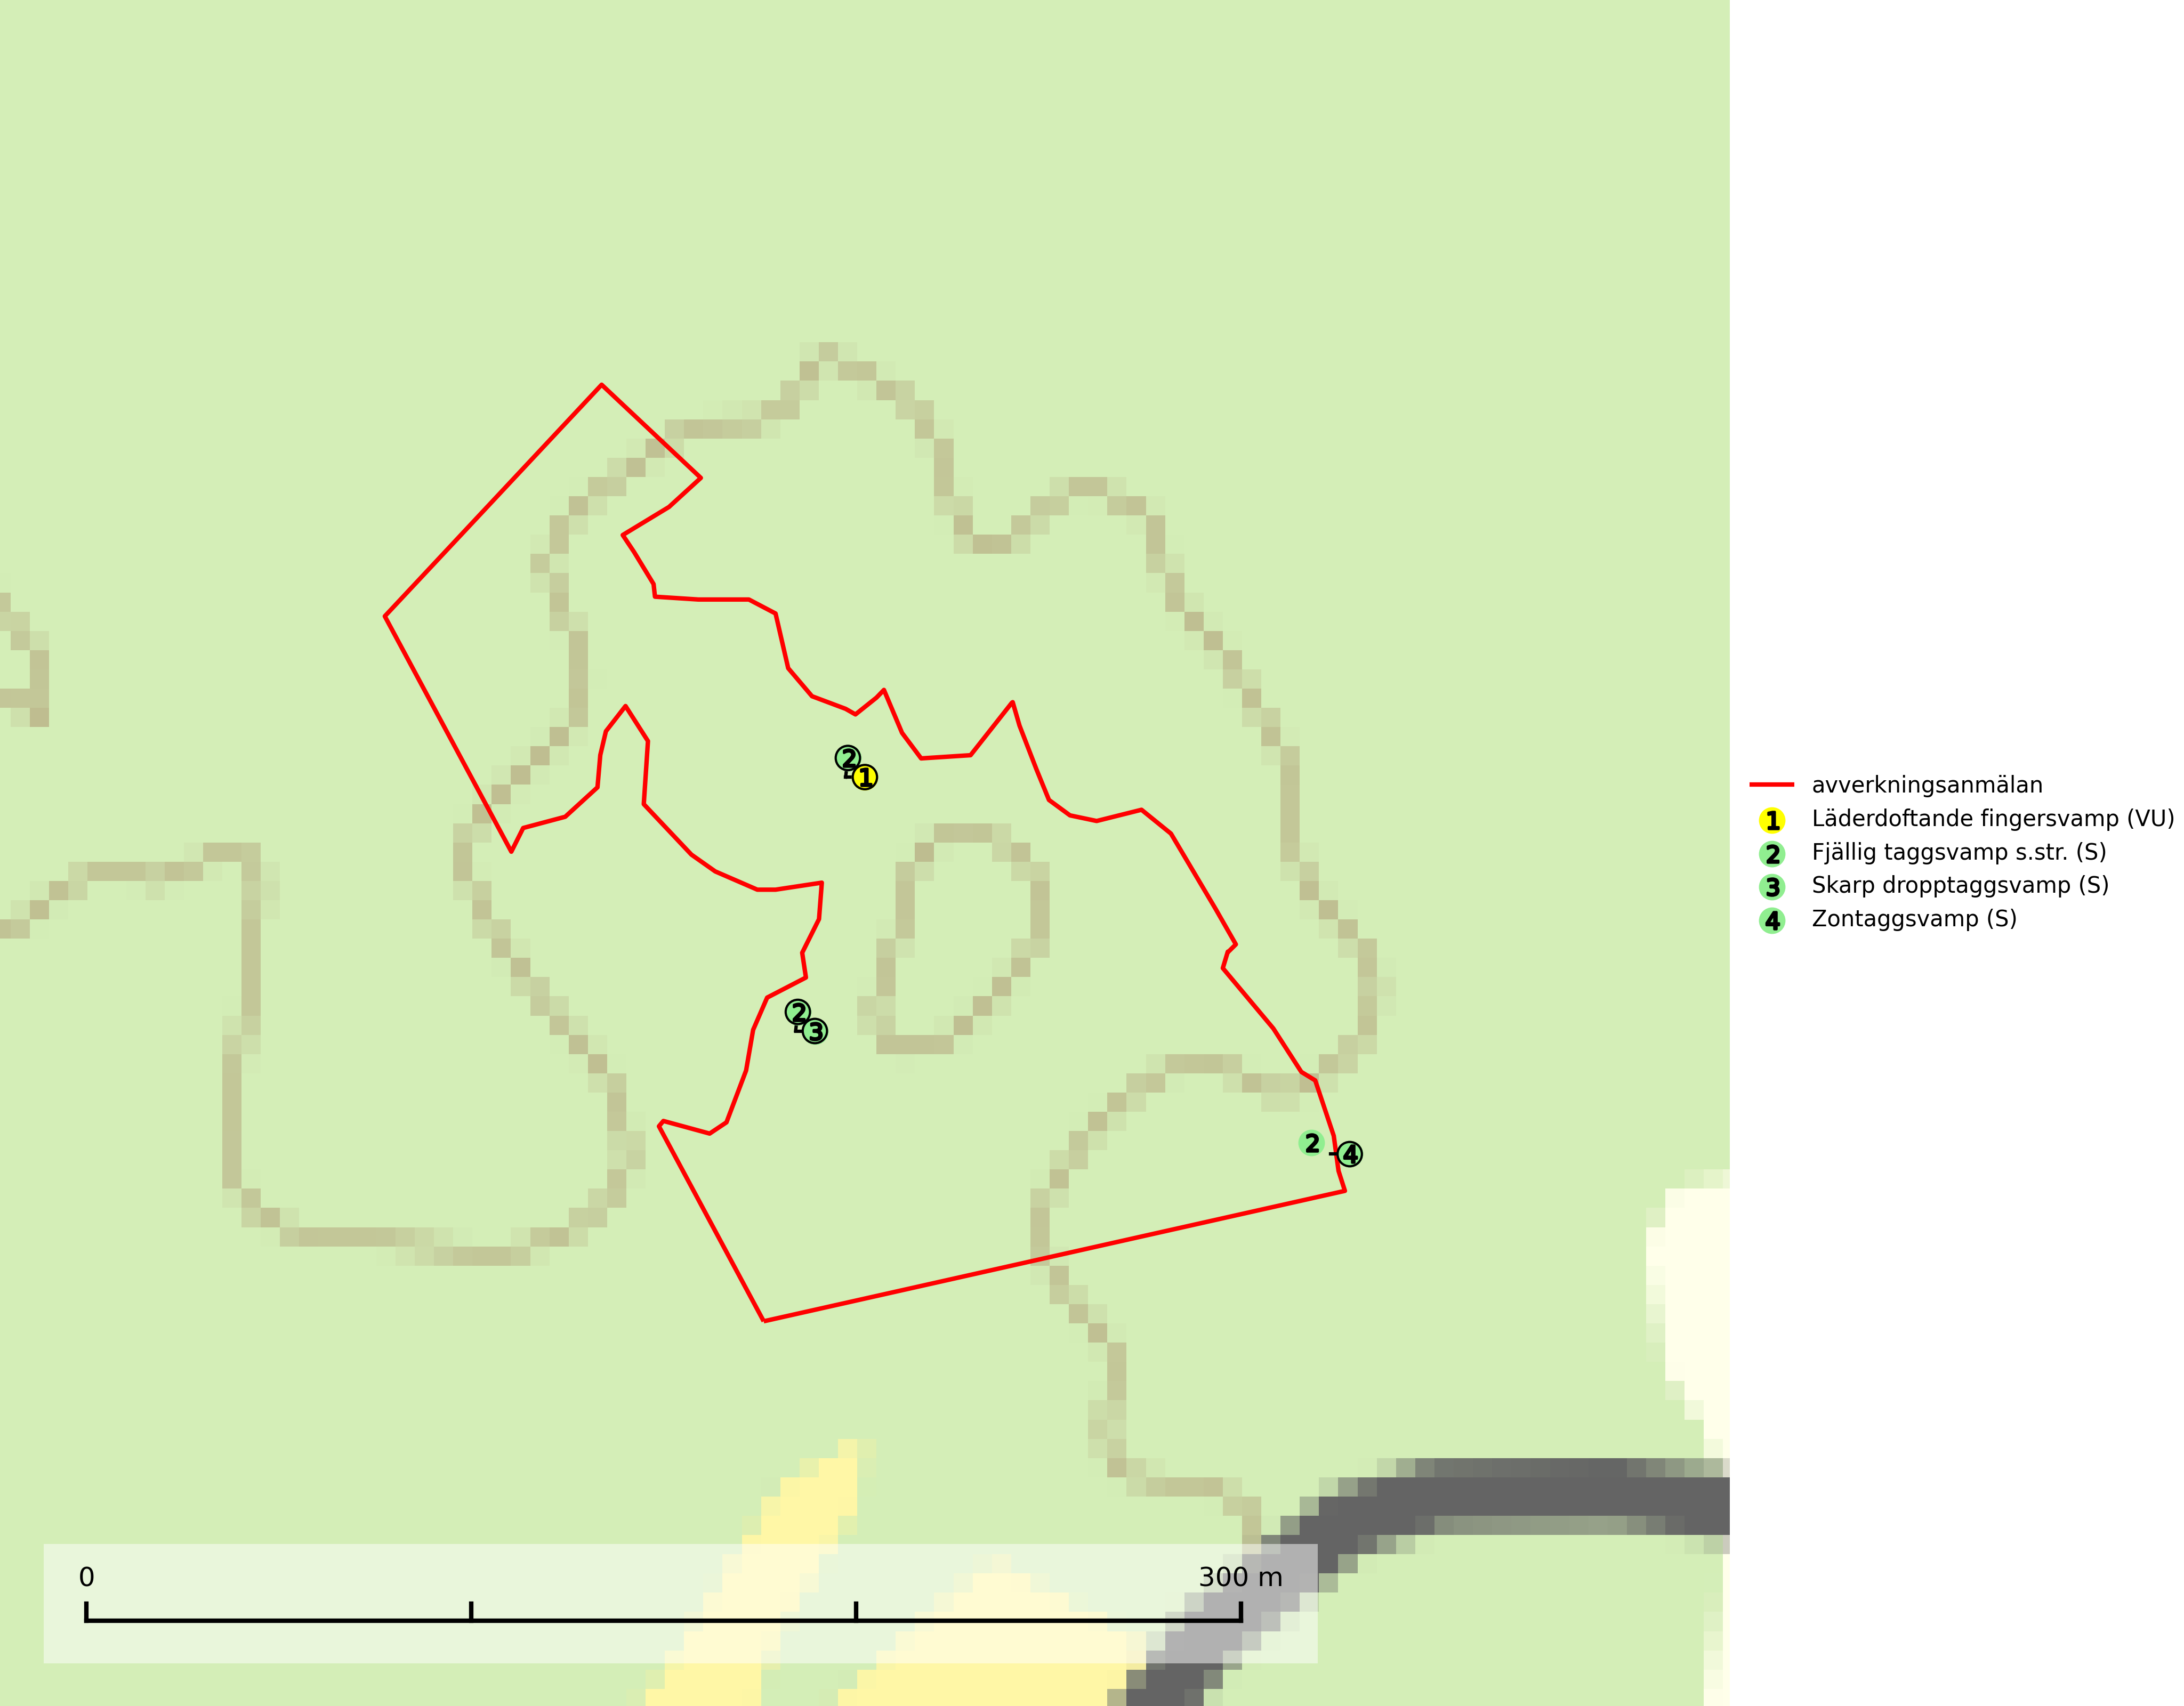 2
1
2
3
2
4
0
300 m
avverkningsanmälan
1 Läderdoftande fingersvamp (VU)
2 Fjällig taggsvamp s.str. (S)
3 Skarp dropptaggsvamp (S)
4 Zontaggsvamp (S)